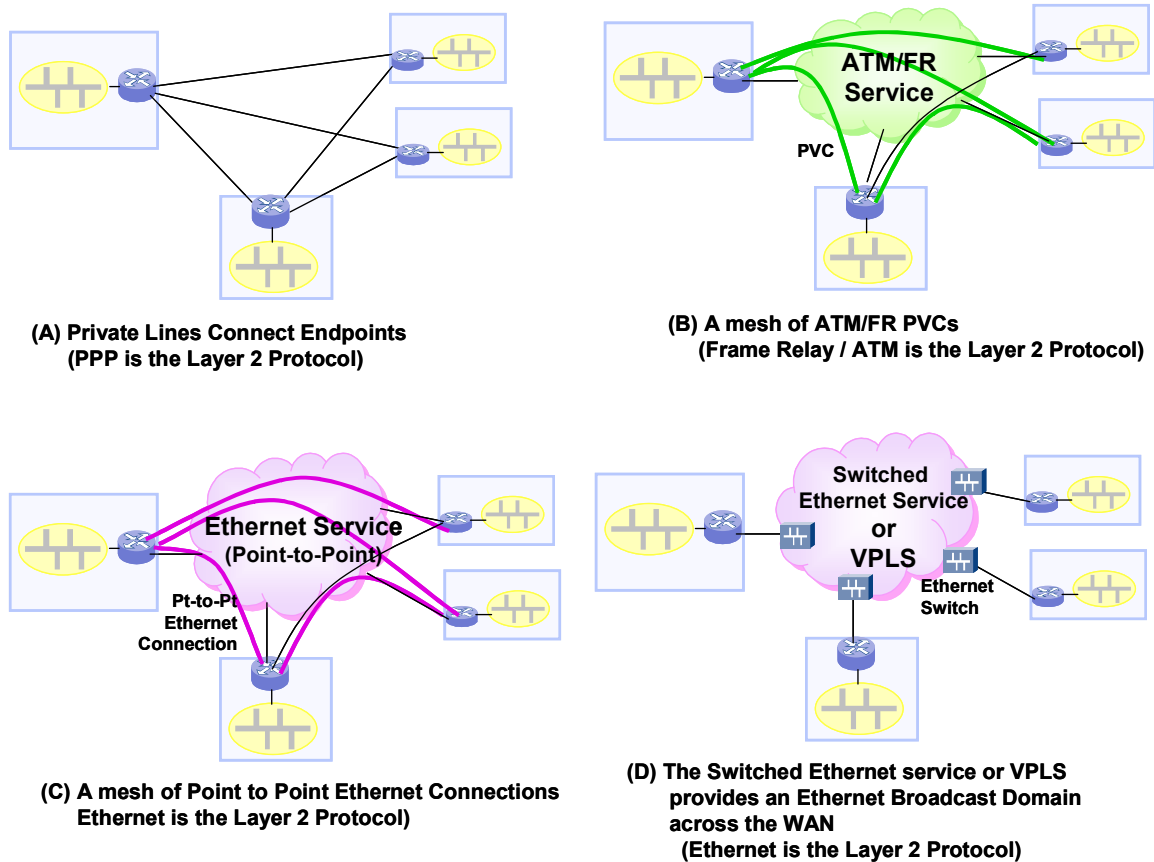 (A) Private Lines Connect Endpoints
(PPP is the Layer 2 Protocol)
ATM/FR
Service
PVC
(B) A mesh of ATM/FR PVCs
(Frame Relay / ATM is the Layer 2 Protocol)
Ethernet Service
(Point-to-Point)
Pt-to-Pt
Ethernet
Connection
(C) A mesh of Point to Point Ethernet Connections
Ethernet is the Layer 2 Protocol)
Switched
Ethernet Service
or
VPLS
Ethernet
Switch
(D) The Switched Ethernet service or VPLS
provides an Ethernet Broadcast Domain
across the WAN
(Ethernet is the Layer 2 Protocol)